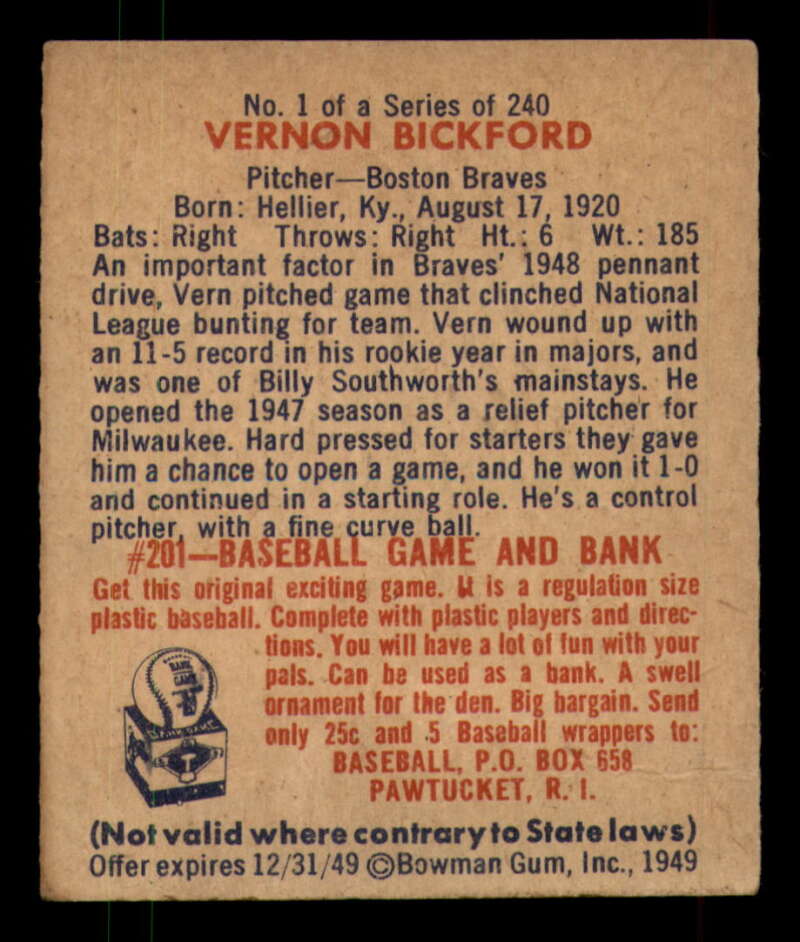 No. 1 of a Series of 240
VERNON BICKFORD
Pitcher—Boston Braves
Born: Hellier, Ky., August 17, 1920
Bats: Right Throws: Right Ht.: 6 Wt.: 185
An important factor in Braves' 1948 pennant
drive, Vern pitched game that clinched National
League bunting for team. Vern wound up with
an 11-5 record in his rookie year in majors, and
was one of Billy Southworth's mainstays. He
opened the 1947 season as a relief pitcher for
Milwaukee. Hard pressed for starters they gave
him a chance to open a game, and he won it 1-0
and continued in a starting role. He's a control
pitcher, with a fine curve ball.
#201—BASEBALL GAME AND BANK
Get this original exciting game. It is a regulation size
plastic baseball. Complete with plastic players and direc-
tions. You will have a lot of fun with your
pals. Can be used as a bank. A swell
ornament for the den. Big bargain. Send
only 25c and 5 Baseball wrappers to:
BASEBALL, P.O. BOX 658
PAWTUCKET, R. I.
BANK
GAME
(Not valid where contrary to State laws)
Offer expires 12/31/49 ©Bowman Gum, Inc., 1949